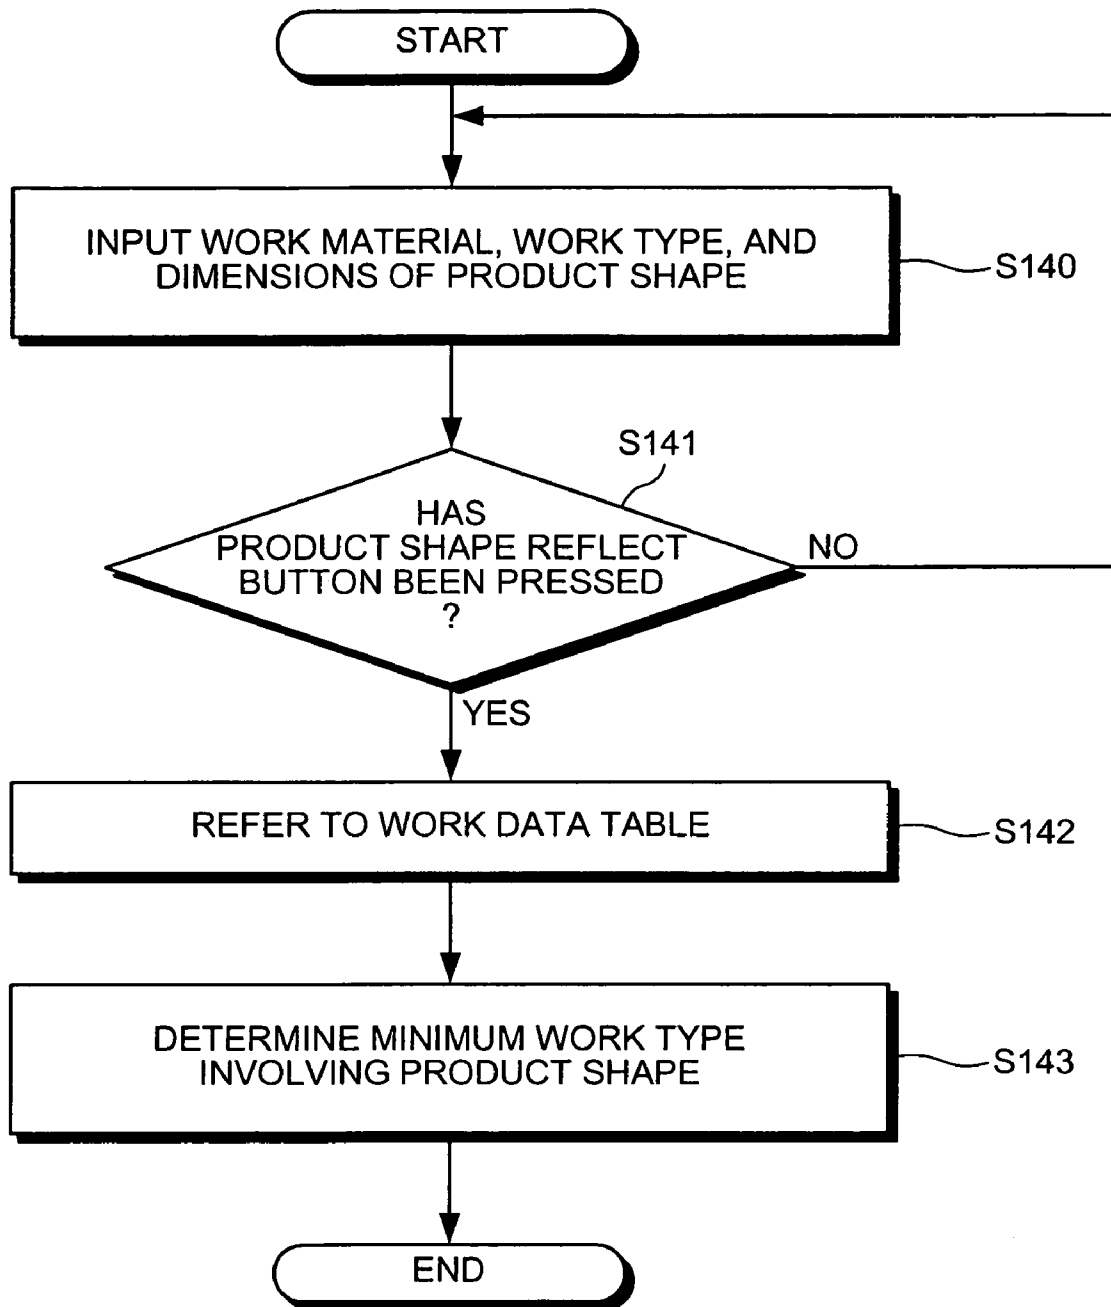 START
INPUT WORK MATERIAL, WORK TYPE, AND
DIMENSIONS OF PRODUCT SHAPE
S140
S141
HAS
PRODUCT SHAPE REFLECT
BUTTON BEEN PRESSED
?
NO
YES
REFER TO WORK DATA TABLE
S142
DETERMINE MINIMUM WORK TYPE
INVOLVING PRODUCT SHAPE
S143
END